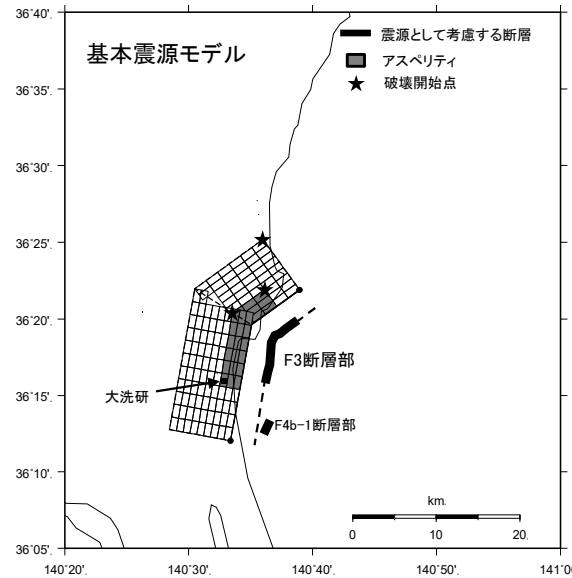 36°40'.
基本震源モデル
震源として考慮する断層
アスペリティ
破壊開始点
36°35'.
36°30'.
36°25'.
36°20'.
F3断層部
36°15'.
大洗研
F4b-1断層部
36°10'.
km.
0 10 20.
36°05'.
140°20'. 140°30'. 140°40'. 140°50'. 141°0